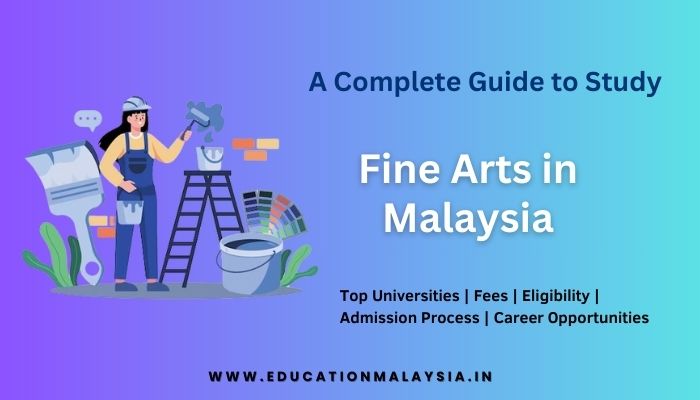 A Complete Guide to Study
Fine Arts in
Malaysia
Top Universities | Fees | Eligibility |
Admission Process | Career Opportunities
WWW.EDUCATIONMALAYSIA.IN